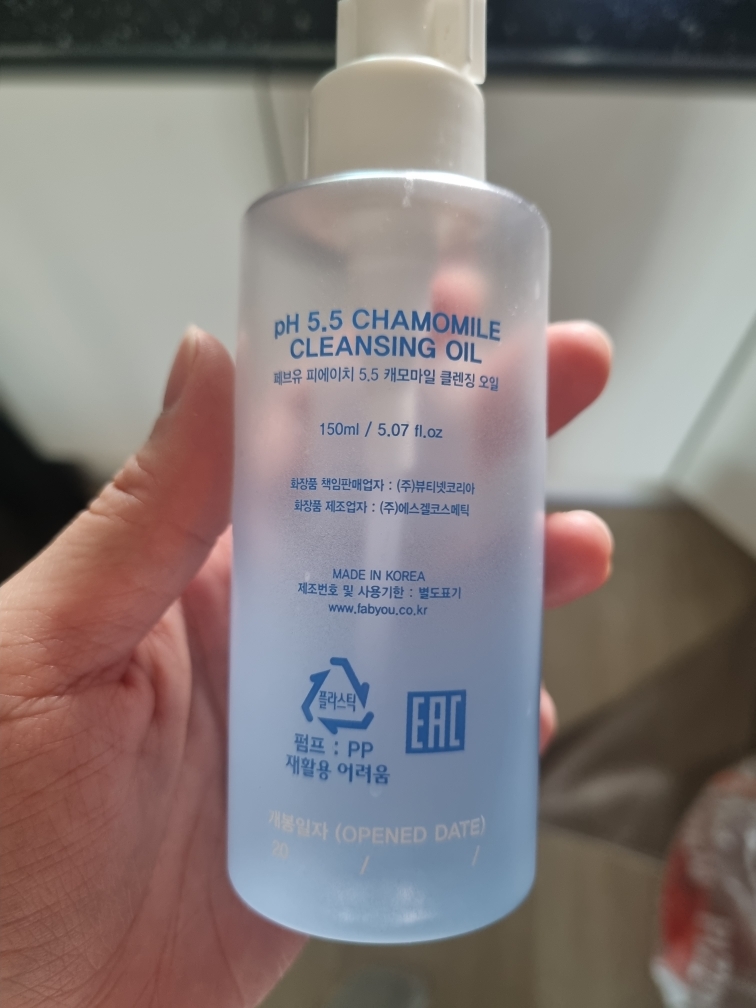 pH 5.5 CHAMOMILE
CLEANSING OIL
페브유 피에이치 5.5 캐모마일 클렌징 오일
150ml / 5.07 fl.oz
화장품 책임판매업자 : (주)뷰티넷코리아
화장품 제조업자 : (주)에스겔코스메틱
MADE IN KOREA
제조번호 및 사용기한 : 별도표기
www.fabyou.co.kr
플라스틱
EAC
펌프 : PP
재활용 어려움
개봉일자 (OPENED DATE)
20 / /